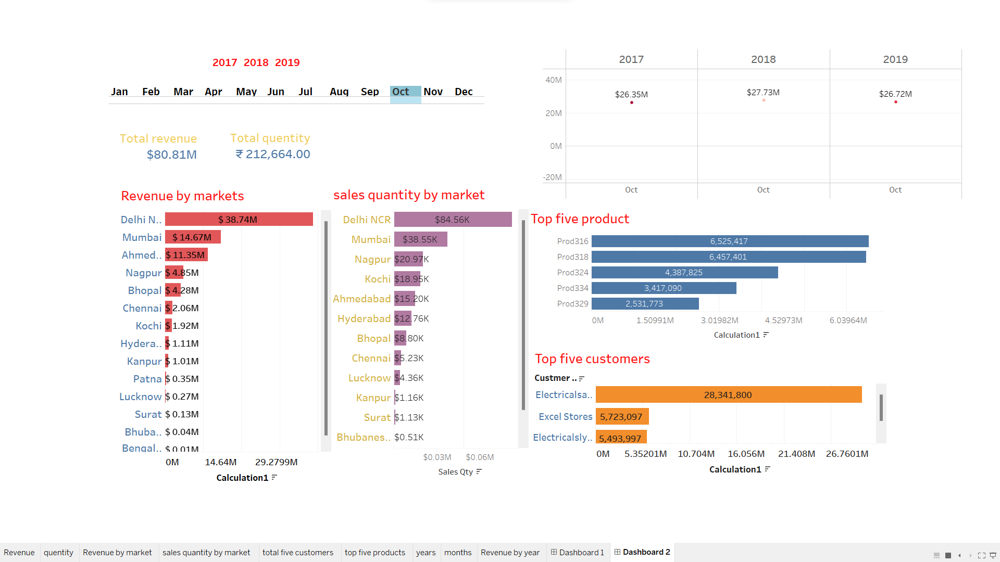 2017 2018 2019
Jan Feb Mar Apr May Jun Jul Aug Sep Oct Nov Dec
Total revenue
$80.81M
Total quentity
₹ 212,664.00
2017 2018 2019
40M
20M
0M
-20M
$26.35M
$27.73M
$26.72M
Oct Oct Oct
Revenue by markets
Delhi N.. $ 38.74M
Mumbai $ 14.67M
Ahmed.. $ 11.35M
Nagpur $ 4.85M
Bhopal $ 4.28M
Chennai $ 2.06M
Kochi $ 1.92M
Hydera.. $ 1.11M
Kanpur $ 1.01M
Patna $ 0.35M
Lucknow $ 0.27M
Surat $ 0.13M
Bhuba.. $ 0.04M
Bengal.. $ 0.01M
0M 14.64M 29.2799M
Calculation1
sales quantity by market
Delhi NCR $84.56K
Mumbai $38.55K
Nagpur $20.97K
Kochi $18.95K
Ahmedabad $15.20K
Hyderabad $12.76K
Bhopal $8.80K
Chennai $5.23K
Lucknow $4.36K
Kanpur $1.16K
Surat $1.13K
Bhubanes.. $0.51K
$0.03M $0.06M
Sales Qty
Top five product
Prod316 6,525,417
Prod318 6,457,401
Prod324 4,387,825
Prod334 3,417,090
Prod329 2,531,773
0M 1.50991M 3.01982M 4.52973M 6.03964M
Calculation1
Top five customers
Custmer ..
Electricalsa.. 28,341,800
Excel Stores 5,723,097
Electricalsly.. 5,493,997
0M 5.35201M 10.704M 16.056M 21.408M 26.7601M
Calculation1
Revenue quentity Revenue by market sales quantity by market total five customers top five products years months Revenue by year Dashboard 1 Dashboard 2